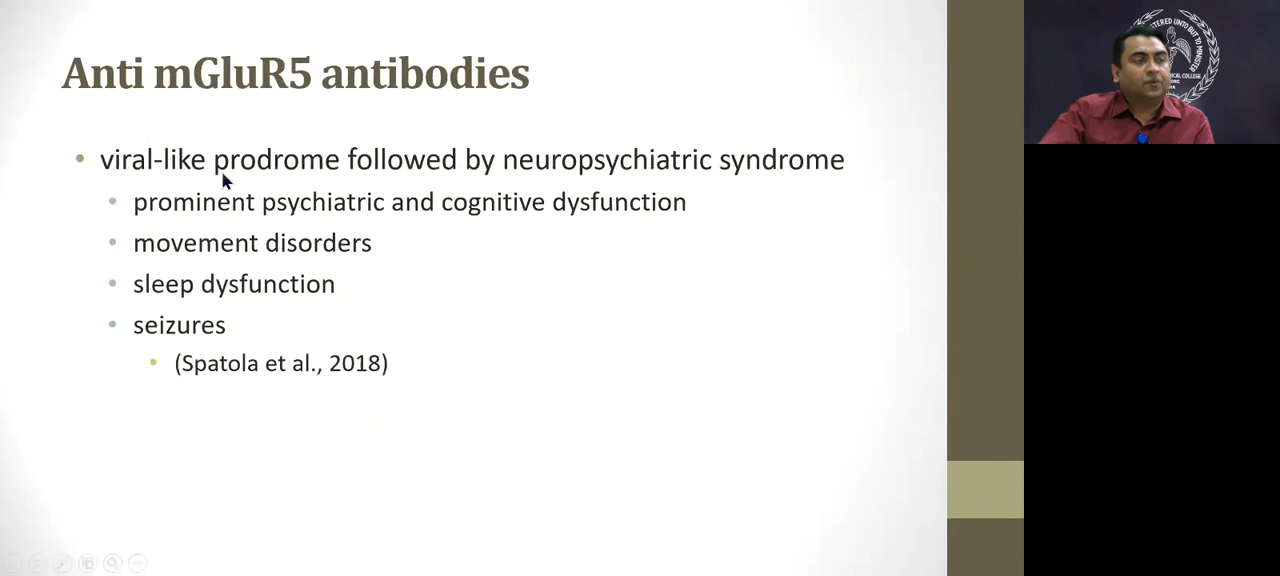 Anti mGluR5 antibodies
• viral-like prodrome followed by neuropsychiatric syndrome
• prominent psychiatric and cognitive dysfunction
• movement disorders
• sleep dysfunction
• seizures
• (Spatola et al., 2018)